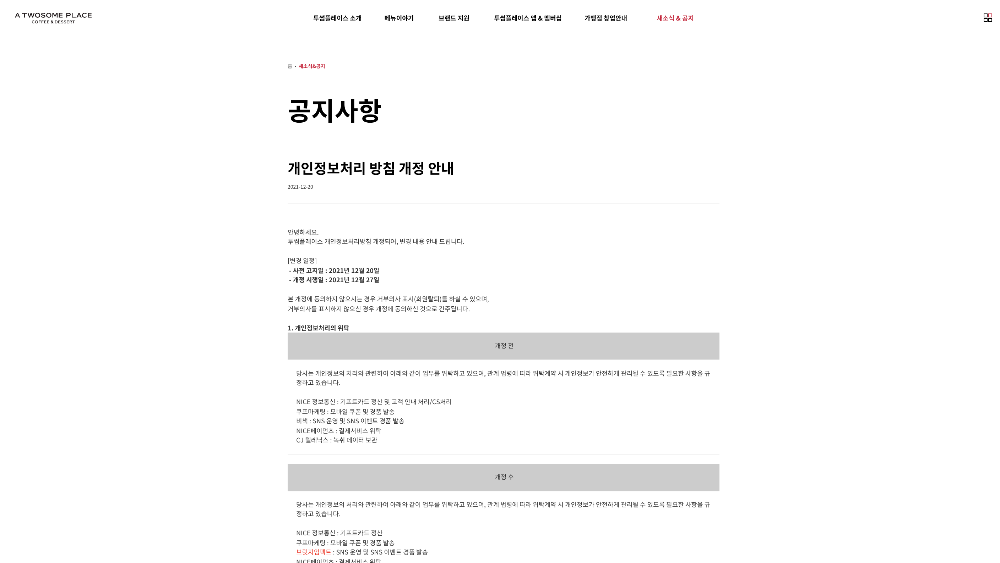 A TWOSOME PLACE
COFFEE & DESSERT
투썸플레이스 소개
메뉴이야기
브랜드 지원
투썸플레이스 앱 & 멤버십
가맹점 창업안내
새소식 & 공지
홈 - 새소식&공지
공지사항
개인정보처리 방침 개정 안내
2021-12-20
안녕하세요.
투썸플레이스 개인정보처리방침 개정되어, 변경 내용 안내 드립니다.
[변경 일정]
- 사전 고지일 : 2021년 12월 20일
- 개정 시행일 : 2021년 12월 27일
본 개정에 동의하지 않으시는 경우 거부의사 표시(회원탈퇴)를 하실 수 있으며,
거부의사를 표시하지 않으신 경우 개정에 동의하신 것으로 간주됩니다.
1. 개인정보처리의 위탁
개정 전
당사는 개인정보의 처리와 관련하여 아래와 같이 업무를 위탁하고 있으며, 관계 법령에 따라 위탁계약 시 개인정보가 안전하게 관리될 수 있도록 필요한 사항을 규
정하고 있습니다.
NICE 정보통신 : 기프트카드 정산 및 고객 안내 처리/CS처리
쿠프마케팅 : 모바일 쿠폰 및 경품 발송
비책 : SNS 운영 및 SNS 이벤트 경품 발송
NICE페이먼츠 : 결제서비스 위탁
CJ 텔레닉스 : 녹취 데이터 보관
개정 후
당사는 개인정보의 처리와 관련하여 아래와 같이 업무를 위탁하고 있으며, 관계 법령에 따라 위탁계약 시 개인정보가 안전하게 관리될 수 있도록 필요한 사항을 규
정하고 있습니다.
NICE 정보통신 : 기프트카드 정산
쿠프마케팅 : 모바일 쿠폰 및 경품 발송
브릿지임팩트 : SNS 운영 및 SNS 이벤트 경품 발송
NICE페이먼츠 : 결제서비스 위탁